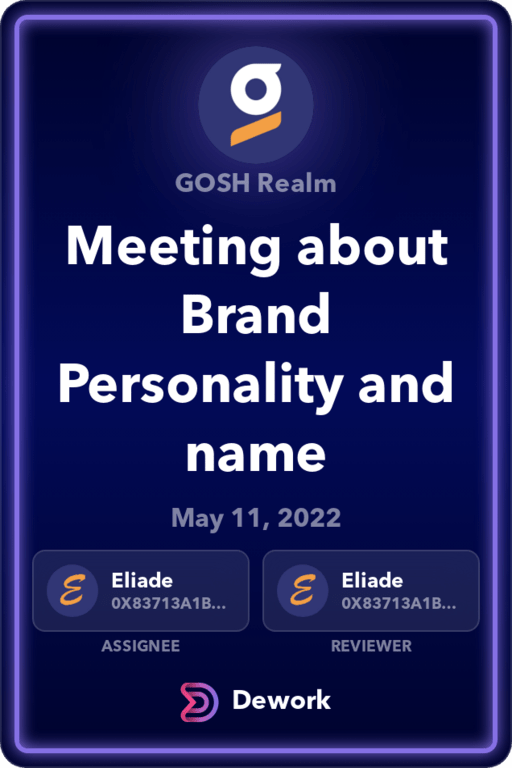 GOSH Realm
Meeting about
Brand
Personality and
name
May 11, 2022
Eliade
0X83713A1B...
ASSIGNEE
Eliade
0X83713A1B...
REVIEWER
Dework